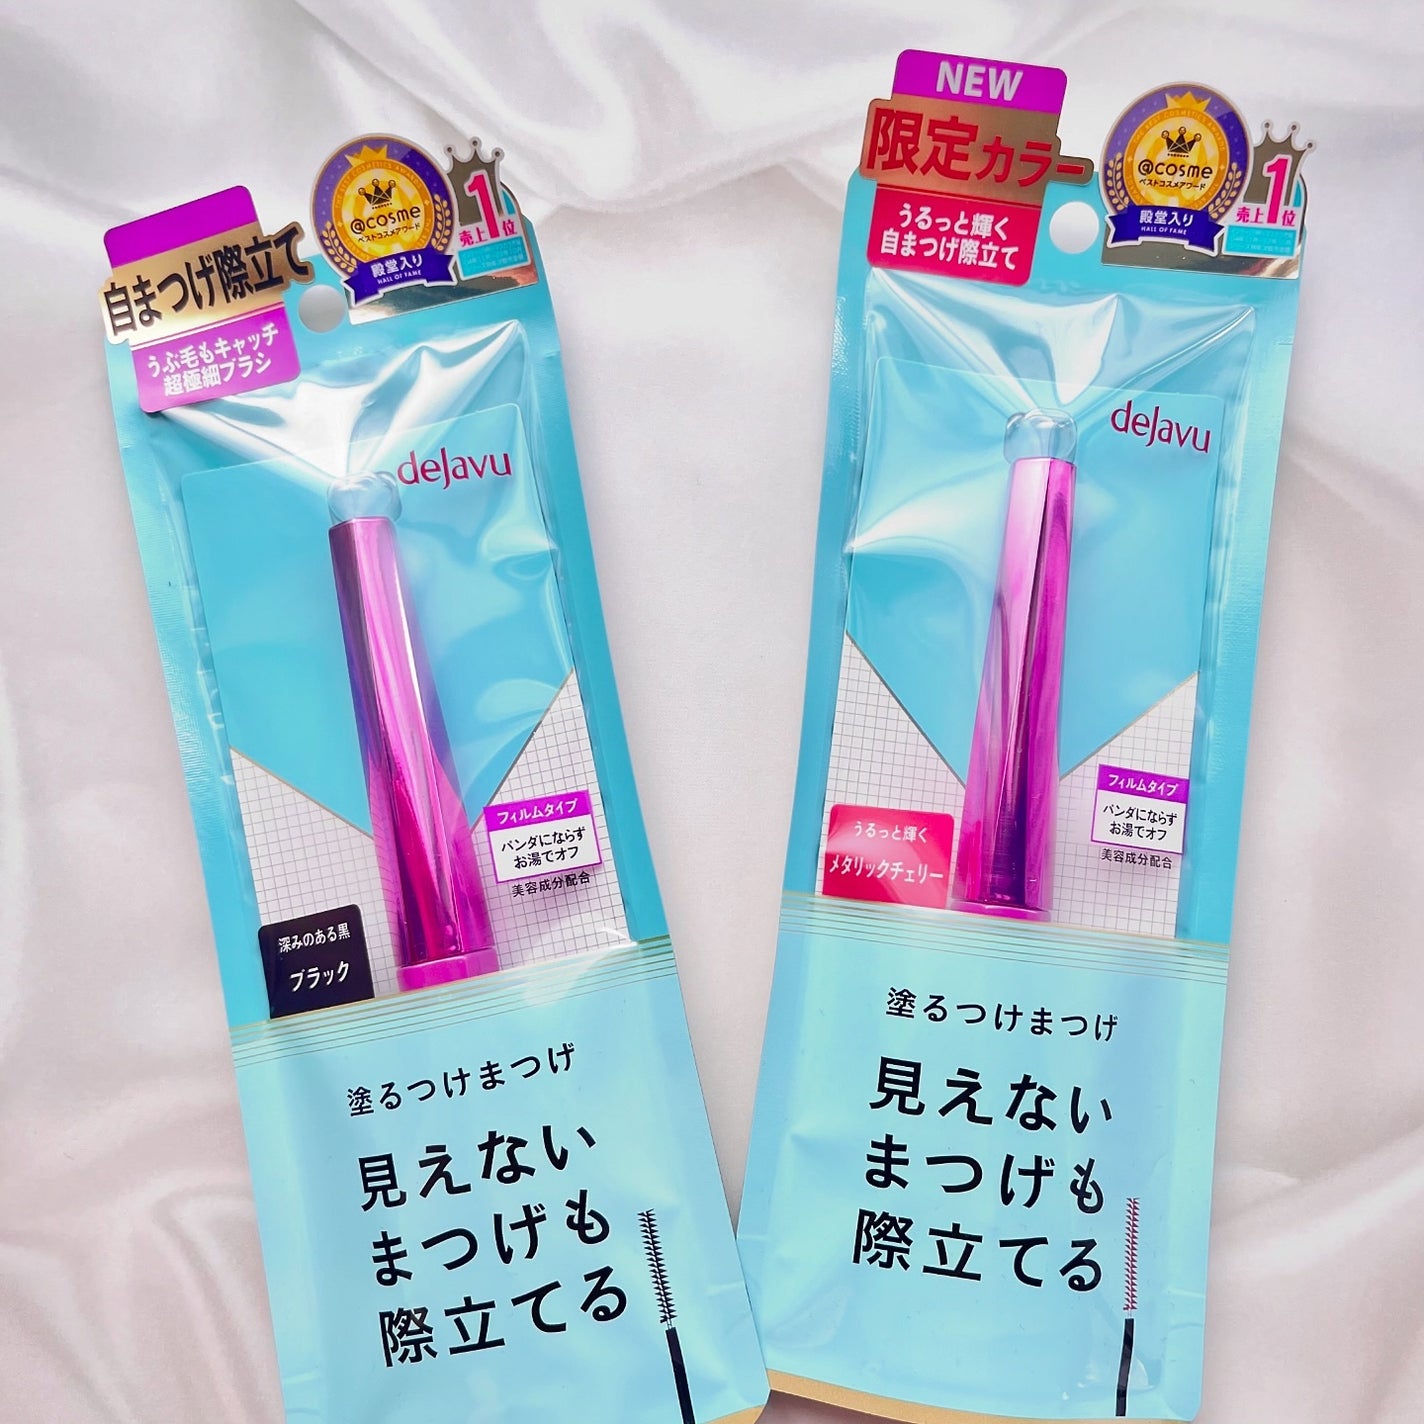 自まつげ際立て
うぶ毛もキャッチ
超極細ブラシ
@cosme
ベストコスメアワード
殿堂入り
HALL OF FAME
売上1位
deJavu
フィルムタイプ
パンダにならず
お湯でオフ
美容成分配合
深みのある黒
ブラック
塗るつけまつげ
見えない
まつげも
際立てる
NEW
限定カラー
うるっと輝く
自まつげ際立て
@cosme
ベストコスメアワード
殿堂入り
HALL OF FAME
売上1位
deJavu
フィルムタイプ
パンダにならず
お湯でオフ
美容成分配合
うるっと輝く
メタリックチェリー
塗るつけまつげ
見えない
まつげも
際立てる